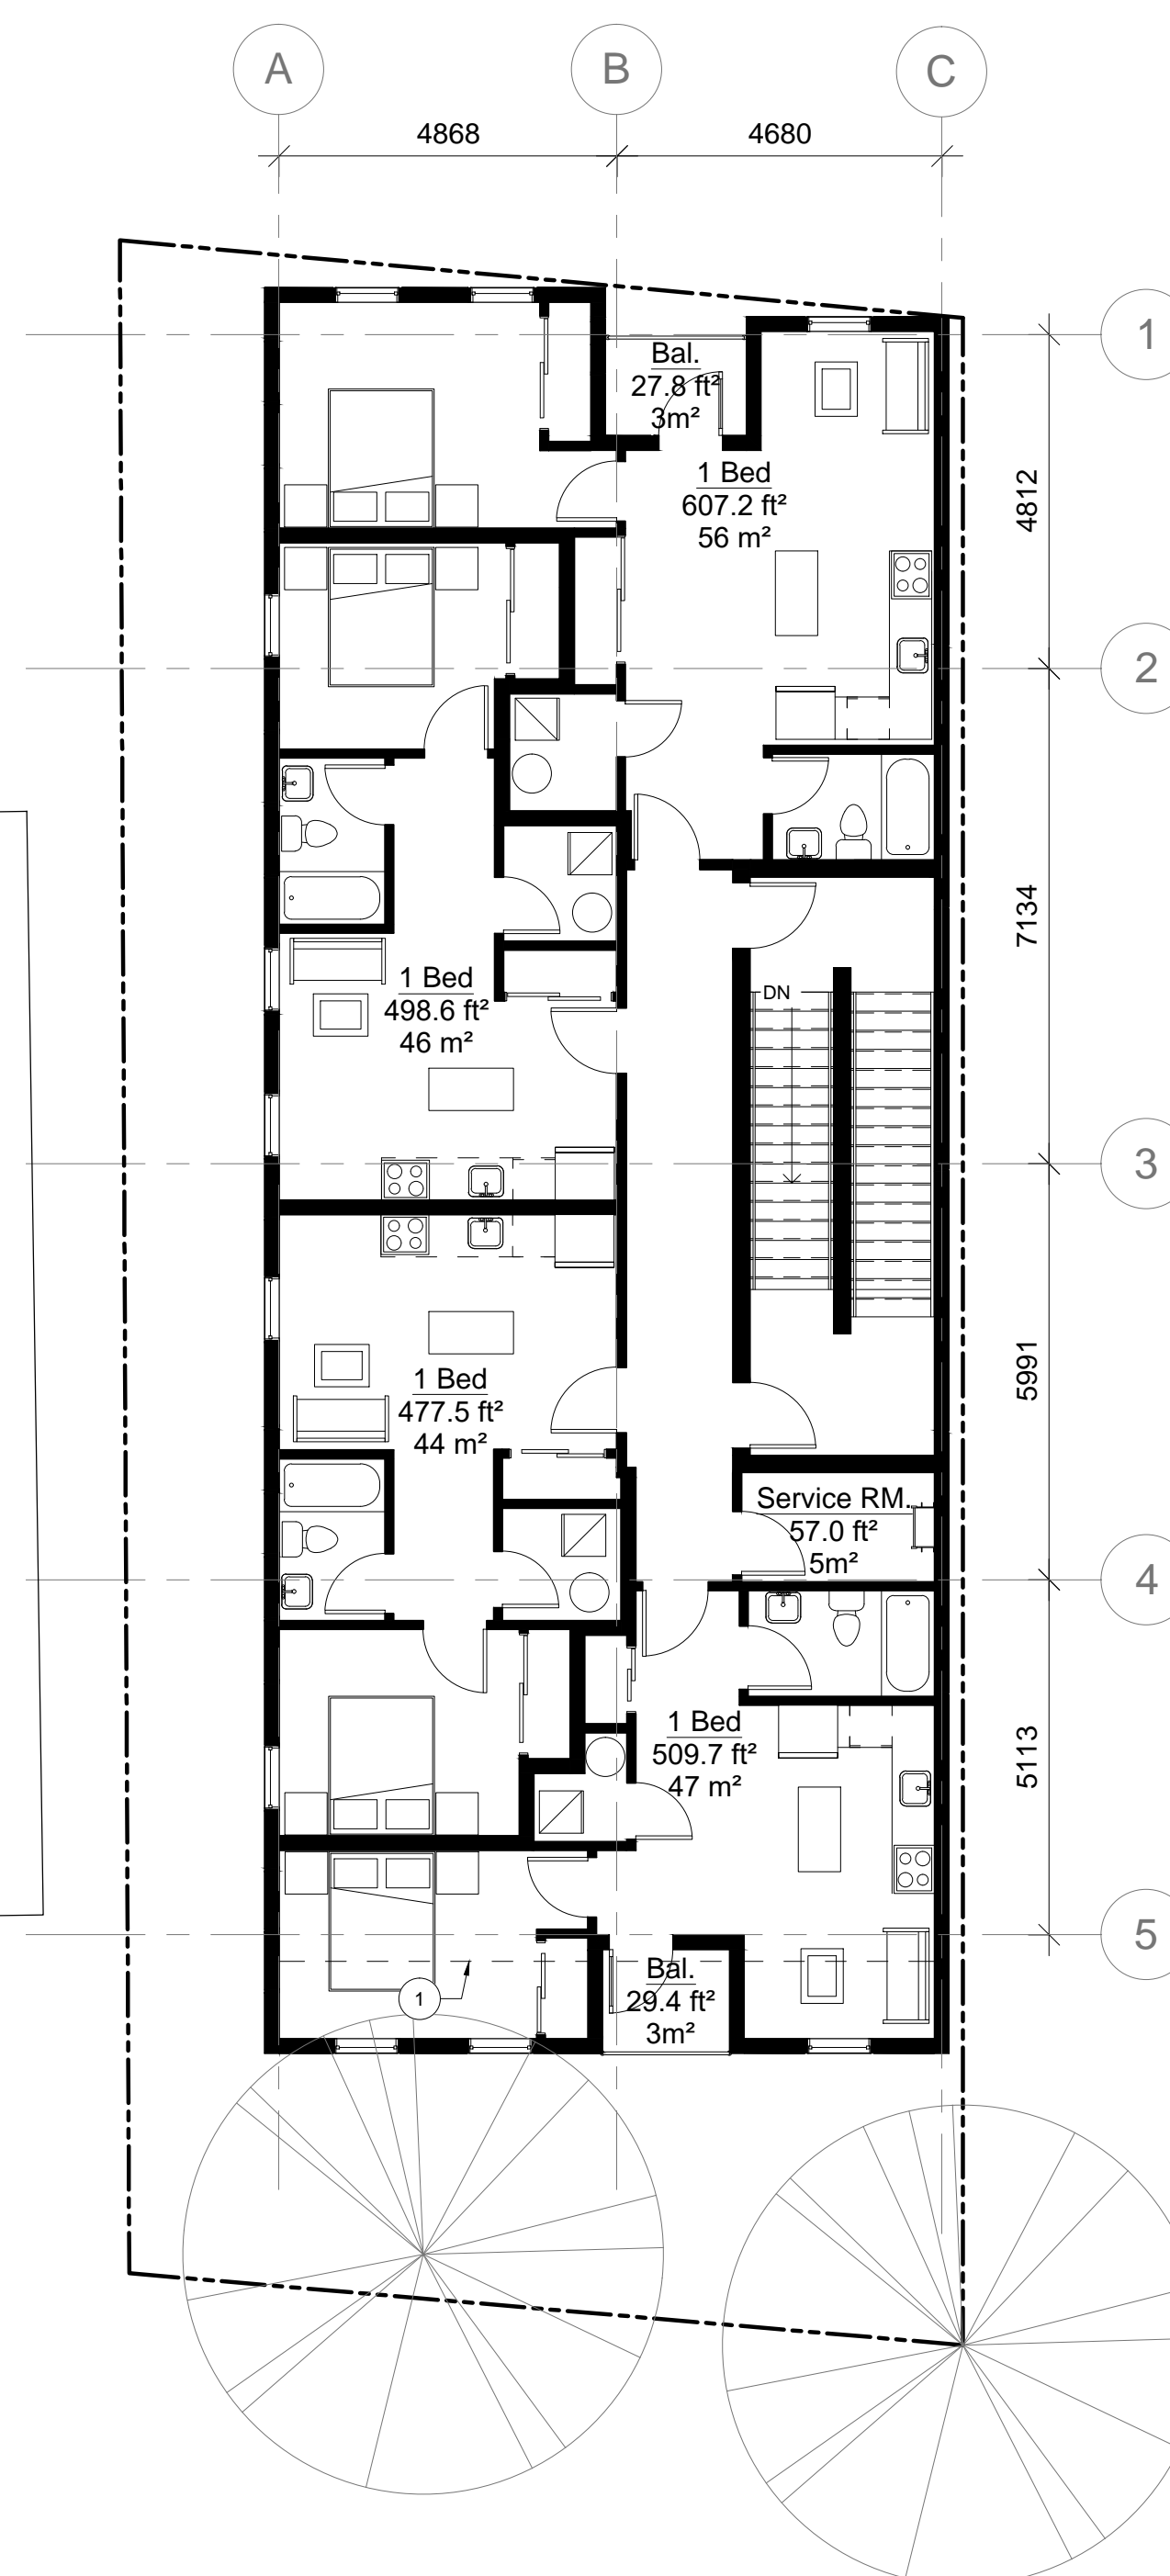 A
B
C
4868
4680
1
Bal.
27.8 ft²
3m²
1 Bed
607.2 ft²
56 m²
4812
2
7134
1 Bed
498.6 ft²
46 m²
DN
3
5991
1 Bed
477.5 ft²
44 m²
Service RM.
57.0 ft²
5m²
4
1 Bed
509.7 ft²
47 m²
5113
5
Bal.
29.4 ft²
3m²
1